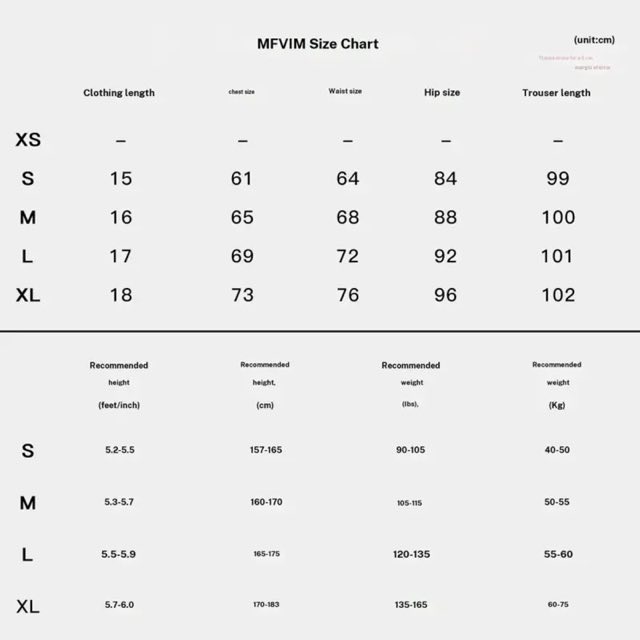 MFVIM Size Chart
(unit:cm)
Clothing length chest size Waist size Hip size Trouser length
XS – – – – –
S 15 61 64 84 99
M 16 65 68 88 100
L 17 69 72 92 101
XL 18 73 76 96 102
Recommended Recommended Recommended Recommended
height height, weight weight
(feet/inch) (cm) (lbs), (Kg)
S 5.2-5.5 157-165 90-105 40-50
M 5.3-5.7 160-170 105-115 50-55
L 5.5-5.9 165-175 120-135 55-60
XL 5.7-6.0 170-183 135-165 60-75